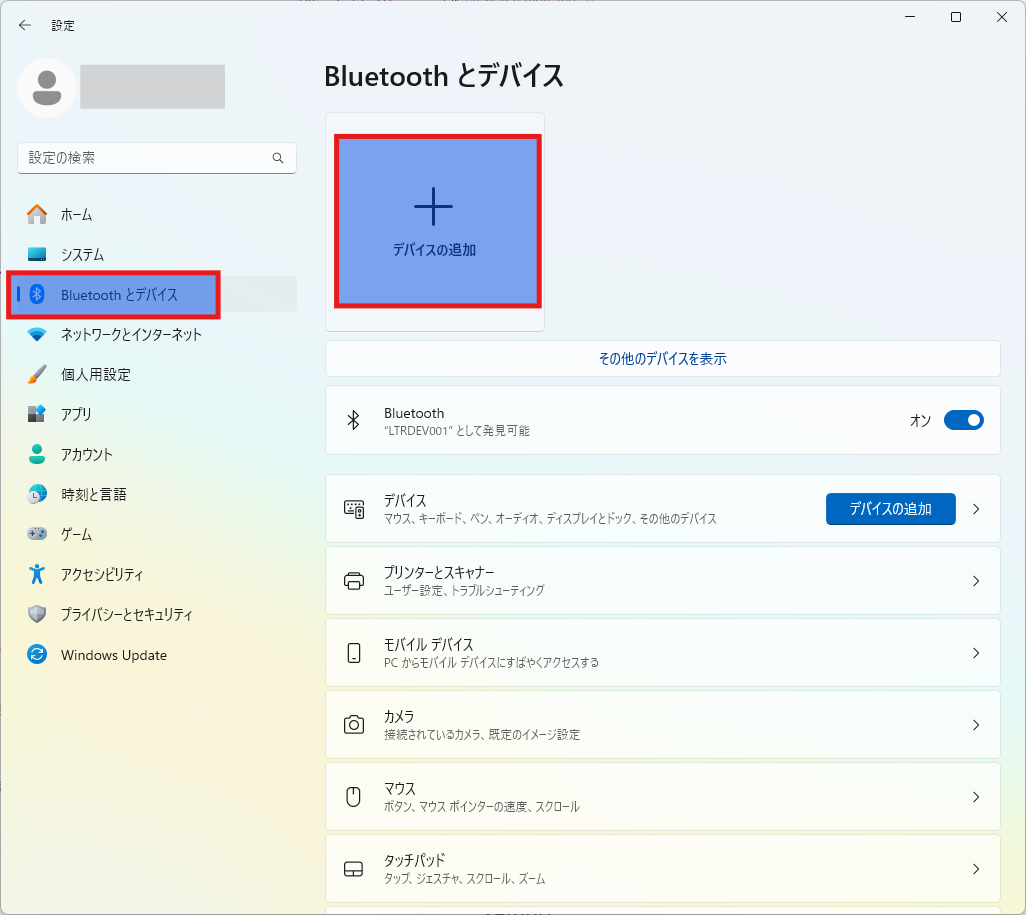 設定
設定の検索
ホーム
システム
Bluetooth とデバイス
ネットワークとインターネット
個人用設定
アプリ
アカウント
時刻と言語
ゲーム
アクセシビリティ
プライバシーとセキュリティ
Windows Update
Bluetooth とデバイス
デバイスの追加
その他のデバイスを表示
Bluetooth
"LTRDEV001" として発見可能
オン
デバイス
マウス、キーボード、ペン、オーディオ、ディスプレイとドック、その他のデバイス
デバイスの追加
プリンターとスキャナー
ユーザー設定、トラブルシューティング
モバイル デバイス
PC からモバイル デバイスにすばやくアクセスする
カメラ
接続されているカメラ、既定のイメージ設定
マウス
ボタン、マウス ポインターの速度、スクロール
タッチパッド
タップ、ジェスチャ、スクロール、ズーム